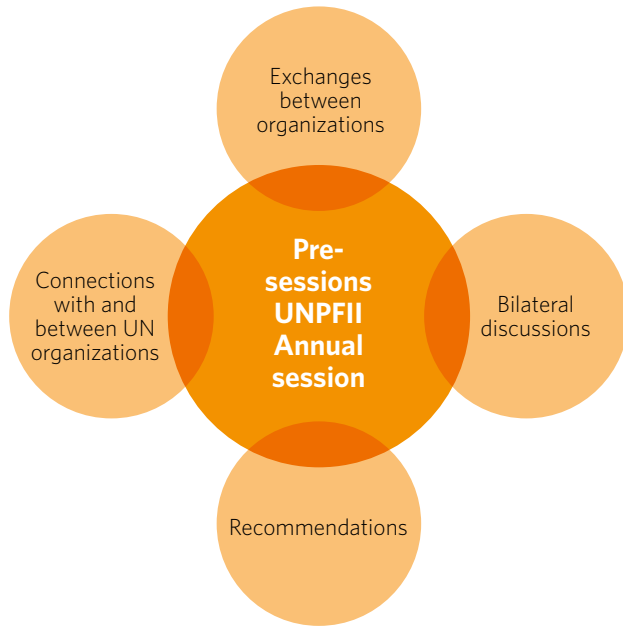 Exchanges
between
organizations
Connections
with and
between UN
organizations
Pre-
sessions
UNPFII
Annual
session
Bilateral
discussions
Recommendations